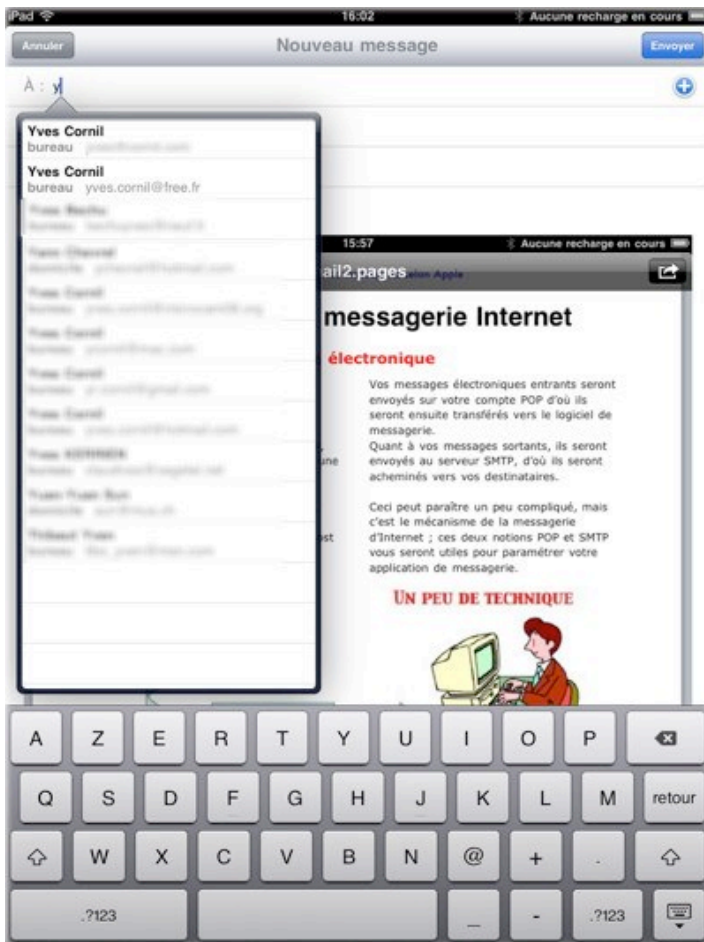 iPad 16:02 Aucune recharge en cours
Annuler Nouveau message Envoyer
À : y
Yves Cornil
bureau
Yves Cornil
bureau yves.cornil@free.fr
15:57 Aucune recharge en cours
ail2.pages selon Apple
messagerie Internet
électronique
Vos messages électroniques entrants seront
envoyés sur votre compte POP d'où ils
seront ensuite transférés vers le logiciel de
messagerie.
Quant à vos messages sortants, ils seront
une envoyés au serveur SMTP, d'où ils seront
acheminés vers vos destinataires.
Ceci peut paraître un peu compliqué, mais
c'est le mécanisme de la messagerie
d'Internet ; ces deux notions POP et SMTP
vous seront utiles pour paramétrer votre
application de messagerie.
UN PEU DE TECHNIQUE
A Z E R T Y U I O P
Q S D F G H J K L M retour
W X C V B N @ + .
.?123 _ - .?123